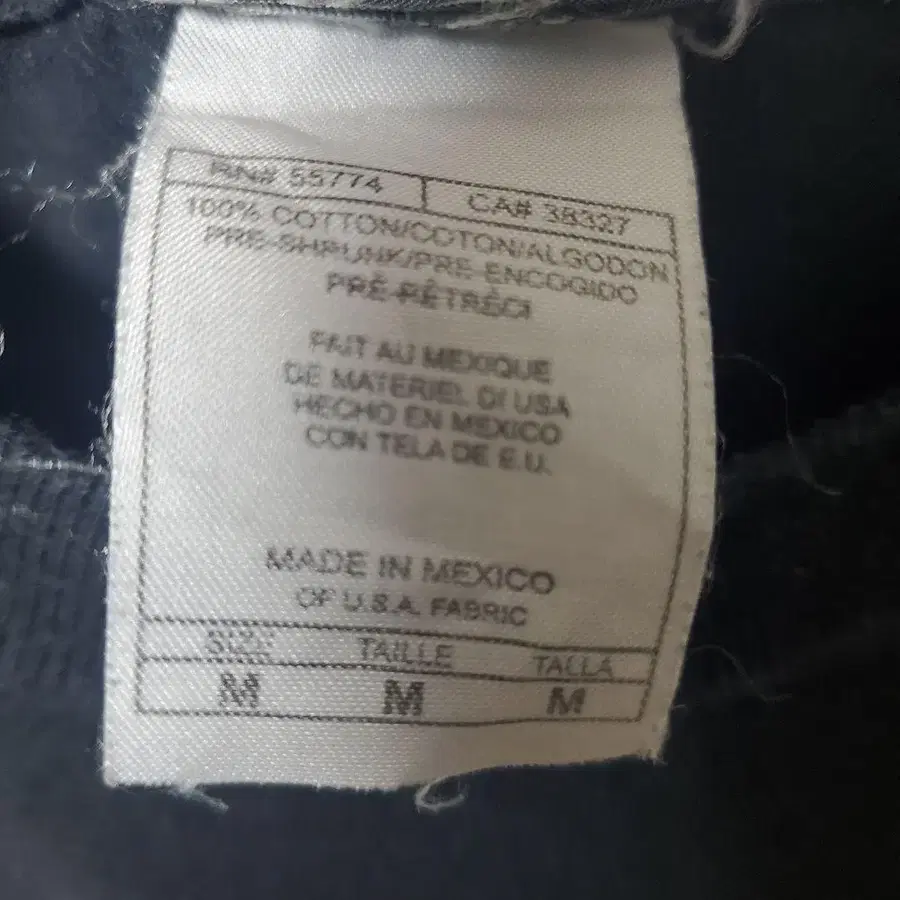 RN# 55774 CA# 38327
100% COTTON/COTON/ALGODON
PRE-SHRUNK/PRE ENCOGIDO
PRÉ-RÉTRÉCI
FAIT AU MEXIQUE
DE MATERIEL D' USA
HECHO EN MEXICO
CON TELA DE E.U.
MADE IN MEXICO
OF U.S.A. FABRIC
SIZE TAILLE TALLA
M M M